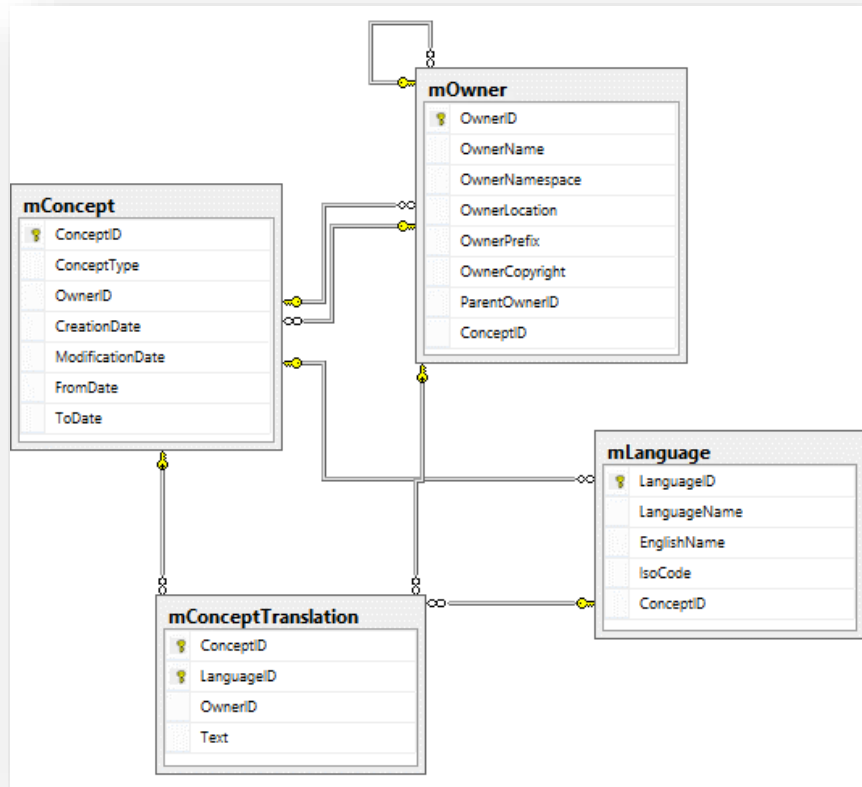 mOwner
OwnerID
OwnerName
OwnerNamespace
OwnerLocation
OwnerPrefix
OwnerCopyright
ParentOwnerID
ConceptID
mConcept
ConceptID
ConceptType
OwnerID
CreationDate
ModificationDate
FromDate
ToDate
mLanguage
LanguageID
LanguageName
EnglishName
IsoCode
ConceptID
mConceptTranslation
ConceptID
LanguageID
OwnerID
Text